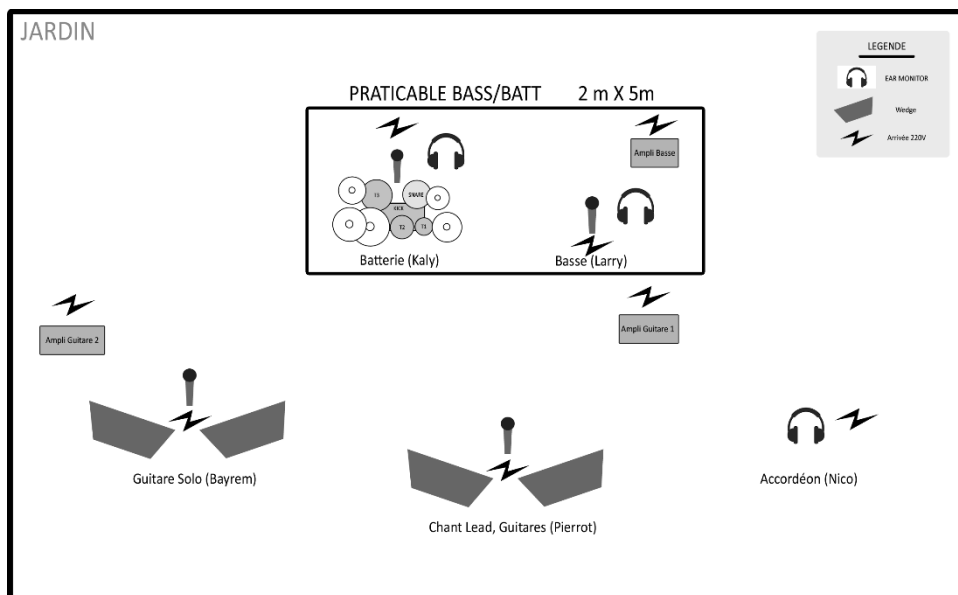 JARDIN
LEGENDE
EAR MONITOR
Wedge
Arrivée 220V
PRATICABLE BASS/BATT 2 m X 5m
Ampli Basse
T3
SNARE
KICK
T2
T1
Batterie (Kaly)
Basse (Larry)
Ampli Guitare 2
Ampli Guitare 1
Guitare Solo (Bayrem)
Accordéon (Nico)
Chant Lead, Guitares (Pierrot)